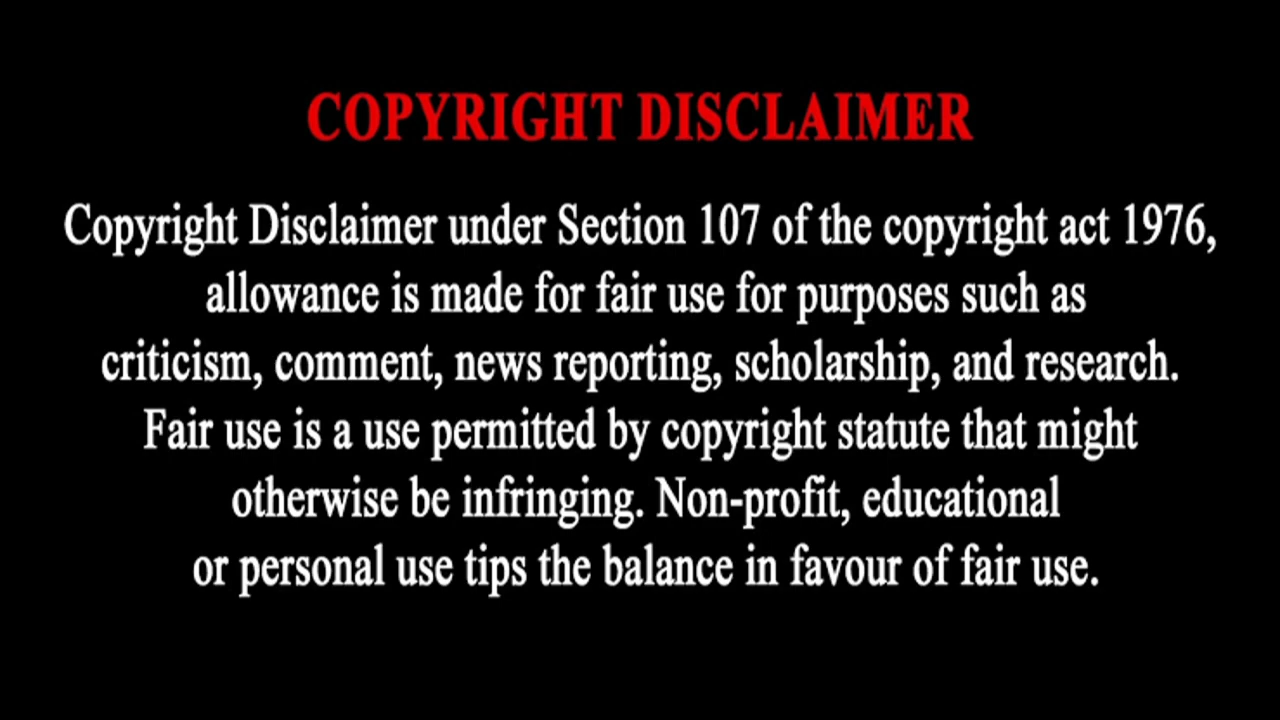 COPYRIGHT DISCLAIMER
Copyright Disclaimer under Section 107 of the copyright act 1976,
allowance is made for fair use for purposes such as
criticism, comment, news reporting, scholarship, and research.
Fair use is a use permitted by copyright statute that might
otherwise be infringing. Non-profit, educational
or personal use tips the balance in favour of fair use.